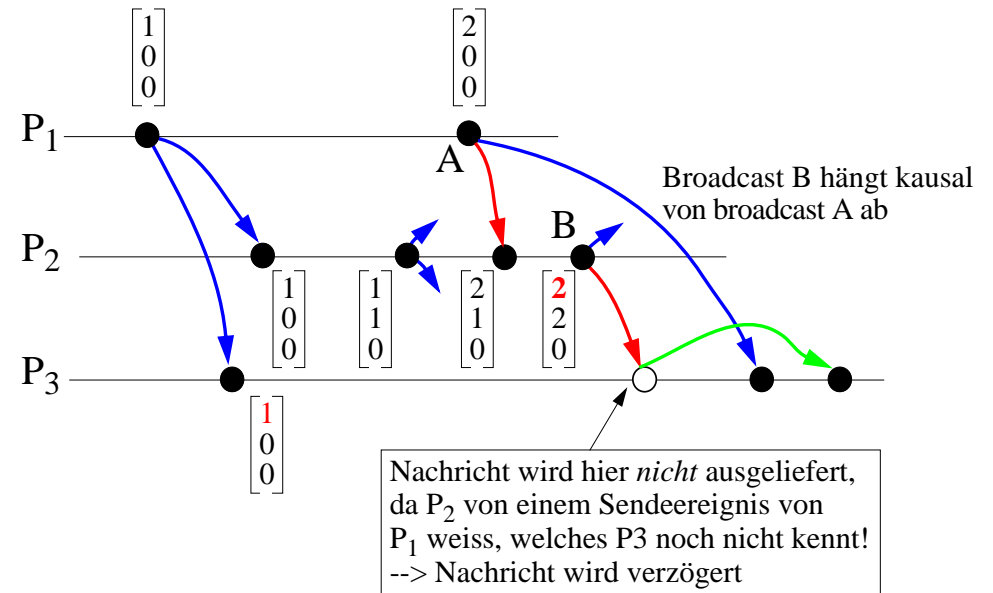 1
0
0
2
0
0
P1
A
Broadcast B hängt kausal
von broadcast A ab
B
P2
1
0
0
1
1
0
2
1
0
2
2
0
P3
1
0
0
Nachricht wird hier nicht ausgeliefert,
da P2 von einem Sendeereignis von
P1 weiss, welches P3 noch nicht kennt!
--> Nachricht wird verzögert